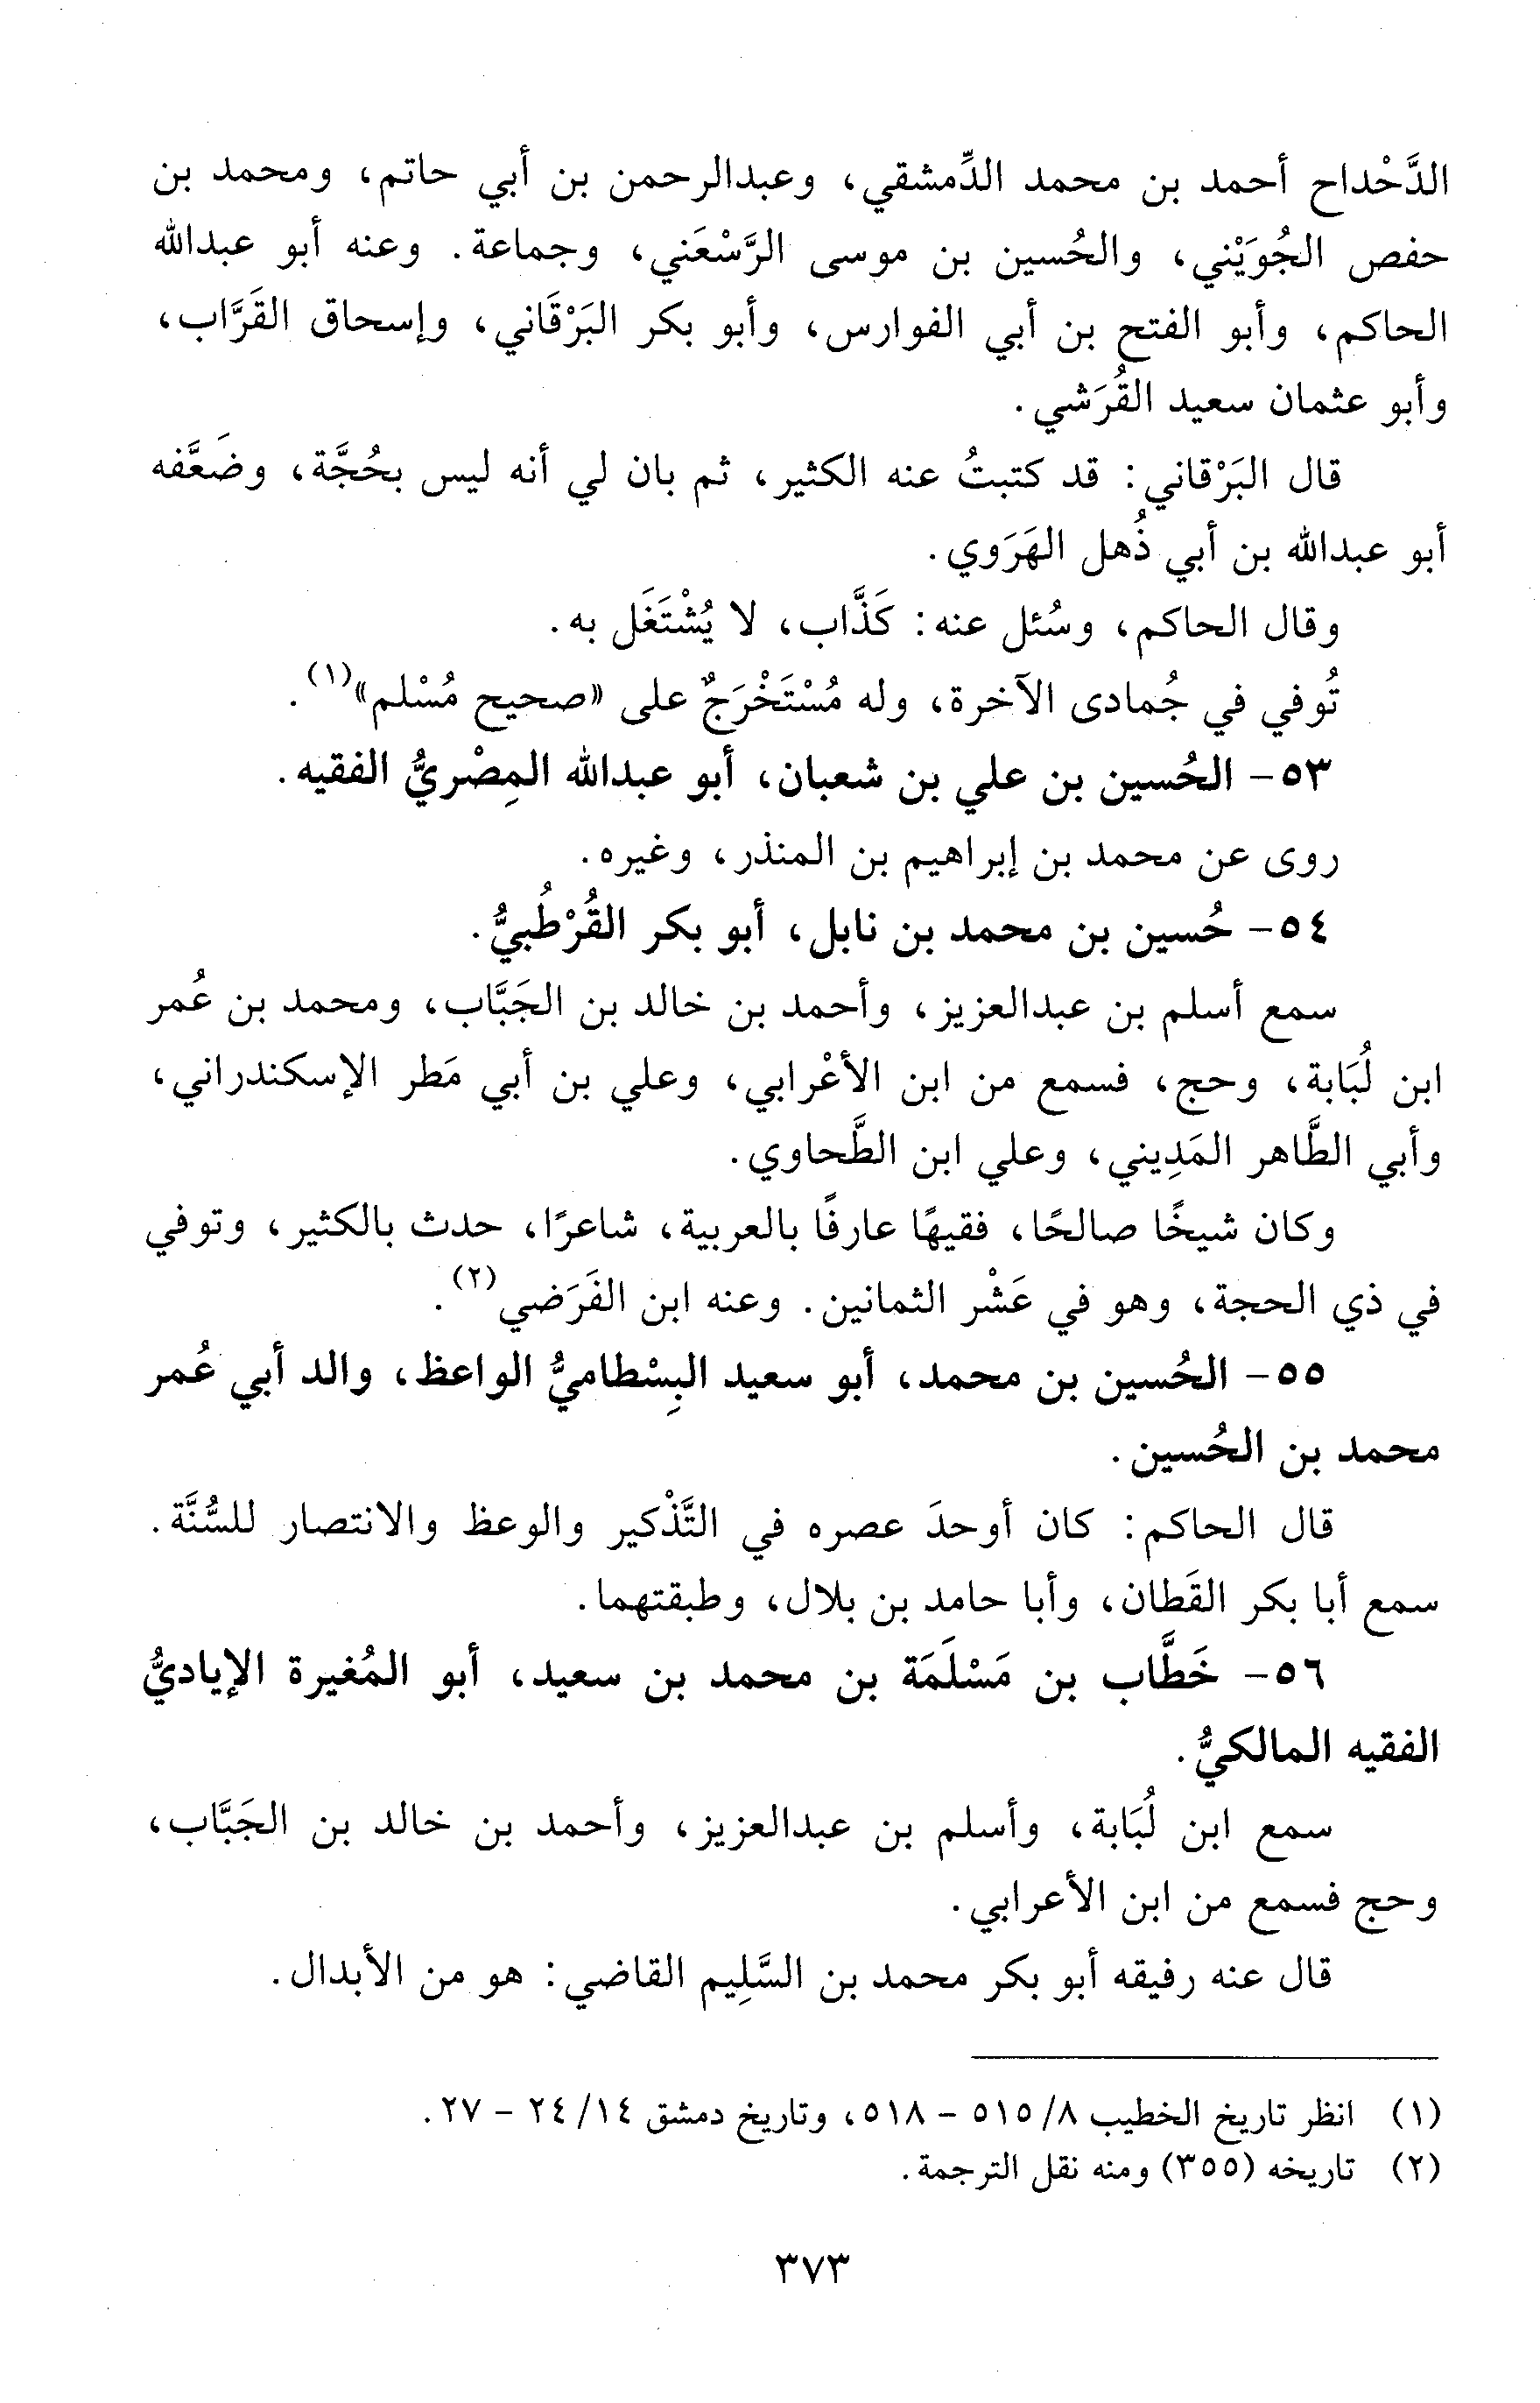 الدَّحْداح أحمد بن محمد الدِّمشقي، وعبدالرحمن بن أبي حاتم، ومحمد بن
حفص الجُوَيْني، والحُسين بن موسى الرَّسْعَني، وجماعة. وعنه أبو عبدالله
الحاكم، وأبو الفتح بن أبي الفوارس، وأبو بكر البَرْقَاني، وإسحاق القَرَّاب،
وأبو عثمان سعيد القُرَشي.
قال البَرْقاني: قد كتبتُ عنه الكثير، ثم بان لي أنه ليس بحُجَّة، وضَعَّفه
أبو عبدالله بن أبي ذُهل الهَرَوي.
وقال الحاكم، وسُئل عنه: كَذَّاب، لا يُشْتَغَل به.
تُوفي في جُمادى الآخرة، وله مُسْتَخْرَجٌ على «صحيح مُسْلم»(١).
٥٣- الحُسين بن علي بن شعبان، أبو عبدالله المِصْريُّ الفقيه.
روى عن محمد بن إبراهيم بن المنذر، وغيره.
٥٤- حُسين بن محمد بن نابل، أبو بكر القُرْطُبيُّ.
سمع أسلم بن عبدالعزيز، وأحمد بن خالد بن الجَبَّاب، ومحمد بن عُمر
ابن لُبَابة، وحج، فسمع من ابن الأعْرابي، وعلي بن أبي مَطر الإسكندراني،
وأبي الطَّاهر المَدِيني، وعلي ابن الطَّحاوي.
وكان شيخًا صالحًا، فقيهًا عارفًا بالعربية، شاعرًا، حدث بالكثير، وتوفي
في ذي الحجة، وهو في عَشْر الثمانين. وعنه ابن الفَرَضي(٢).
٥٥- الحُسين بن محمد، أبو سعيد البِسْطاميُّ الواعظ، والد أبي عُمر
محمد بن الحُسين.
قال الحاكم: كان أوحدَ عصره في التَّذْكير والوعظ والانتصار للسُّنَّة.
سمع أبا بكر القَطان، وأبا حامد بن بلال، وطبقتهما.
٥٦- خَطَّاب بن مَسْلَمَة بن محمد بن سعيد، أبو المُغيرة الإياديُّ
الفقيه المالكيُّ.
سمع ابن لُبَابة، وأسلم بن عبدالعزيز، وأحمد بن خالد بن الجَبَّاب،
وحج فسمع من ابن الأعرابي.
قال عنه رفيقه أبو بكر محمد بن السَّلِيم القاضي: هو من الأبدال.
(١) انظر تاريخ الخطيب ٨/ ٥١٥ - ٥١٨، وتاريخ دمشق ١٤/ ٢٤ - ٢٧.
(٢) تاريخه (٣٥٥) ومنه نقل الترجمة.
٣٧٣